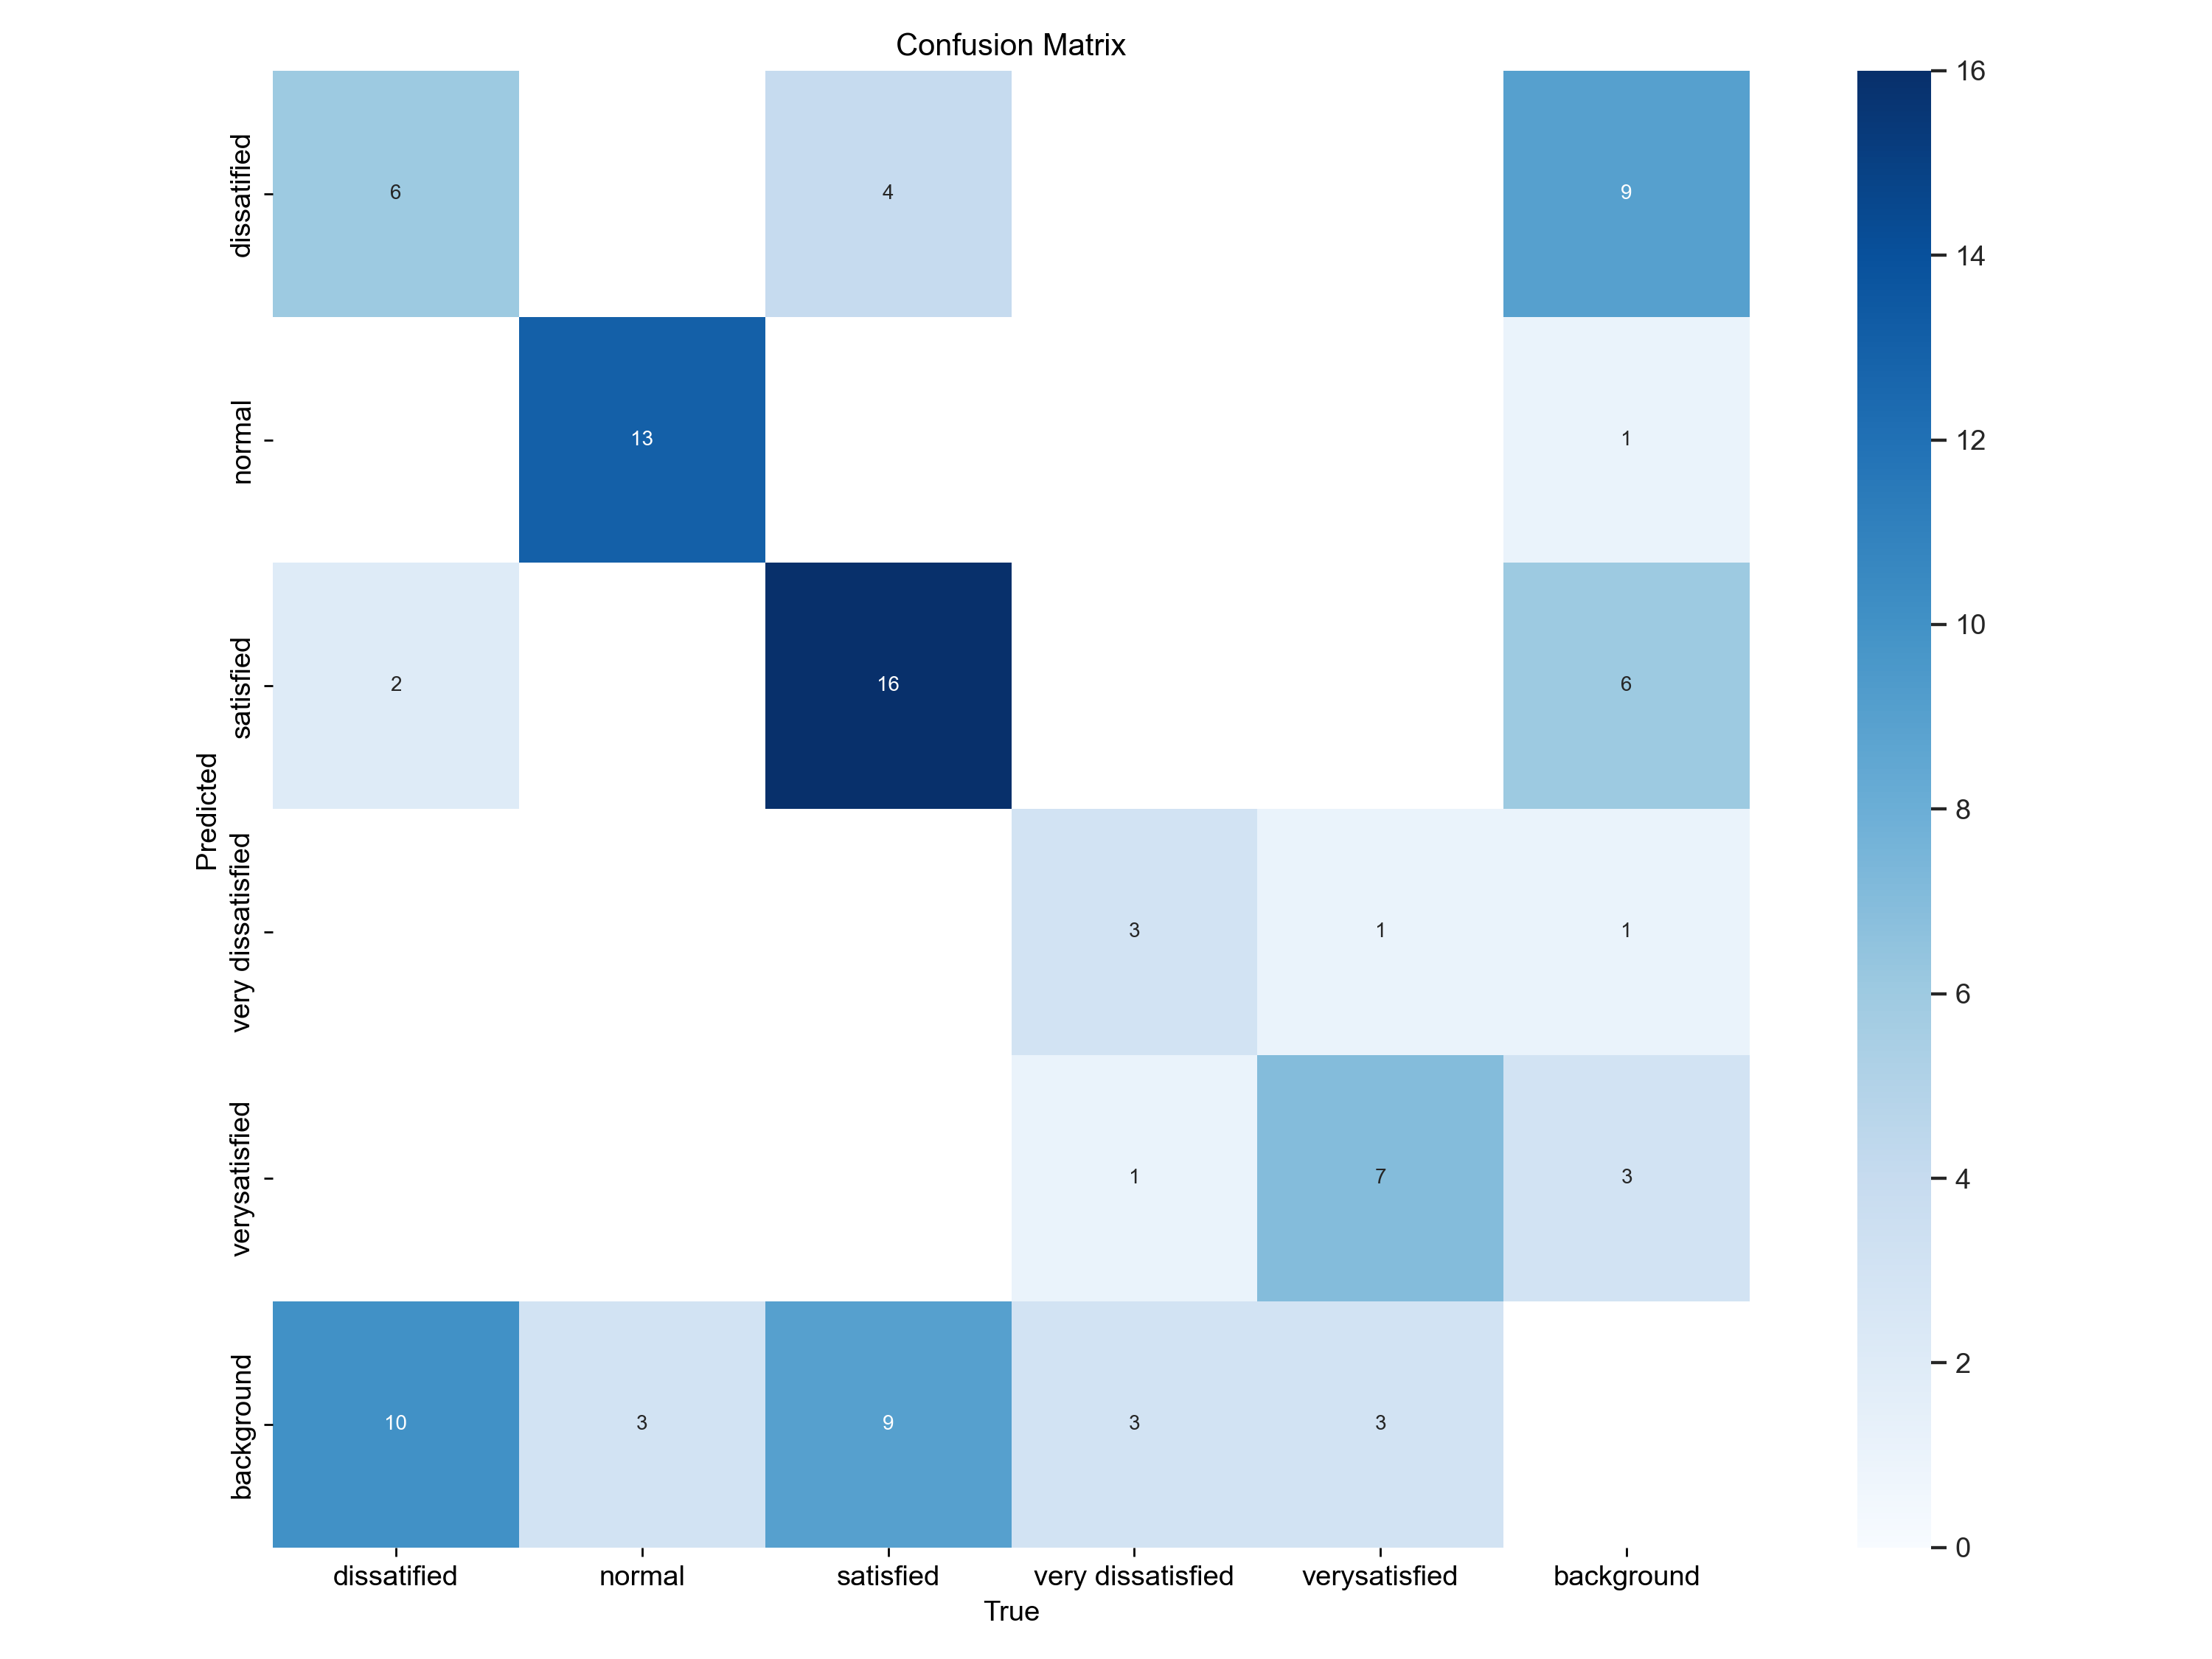 Confusion Matrix
16
dissatified
6
4
9
14
normal
13
1
12
10
satisfied
2
16
6
Predicted
8
very dissatisfied
3
1
1
6
verysatisfied
1
7
3
4
2
background
10
3
9
3
3
0
dissatified
normal
satisfied
very dissatisfied
verysatisfied
background
True